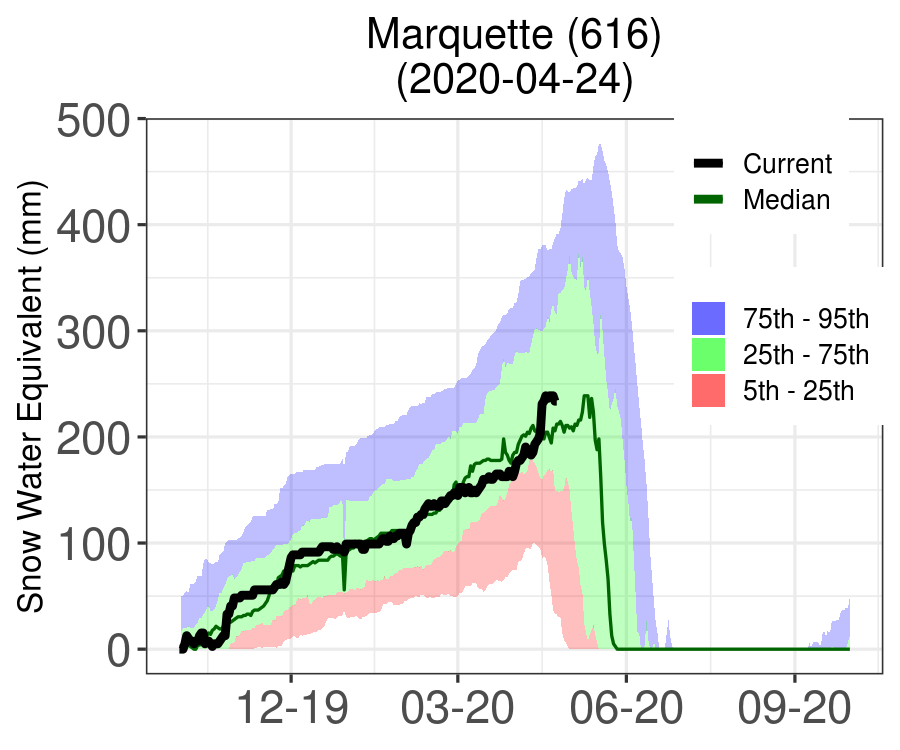 Marquette (616)
(2020-04-24)
Snow Water Equivalent (mm)
500
400
300
200
100
0
12-19
03-20
06-20
09-20
Current
Median
75th - 95th
25th - 75th
5th - 25th